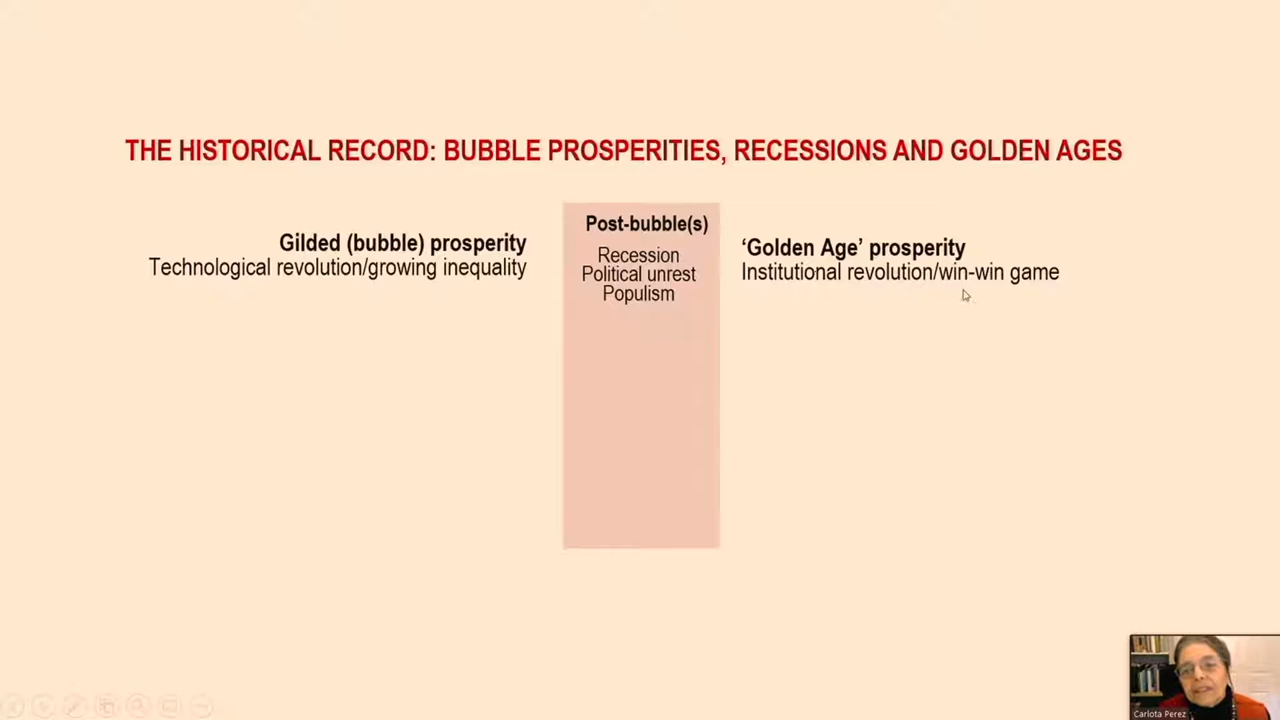 THE HISTORICAL RECORD: BUBBLE PROSPERITIES, RECESSIONS AND GOLDEN AGES
Gilded (bubble) prosperity
Technological revolution/growing inequality
Post-bubble(s)
Recession
Political unrest
Populism
‘Golden Age’ prosperity
Institutional revolution/win-win game
Carlota Perez